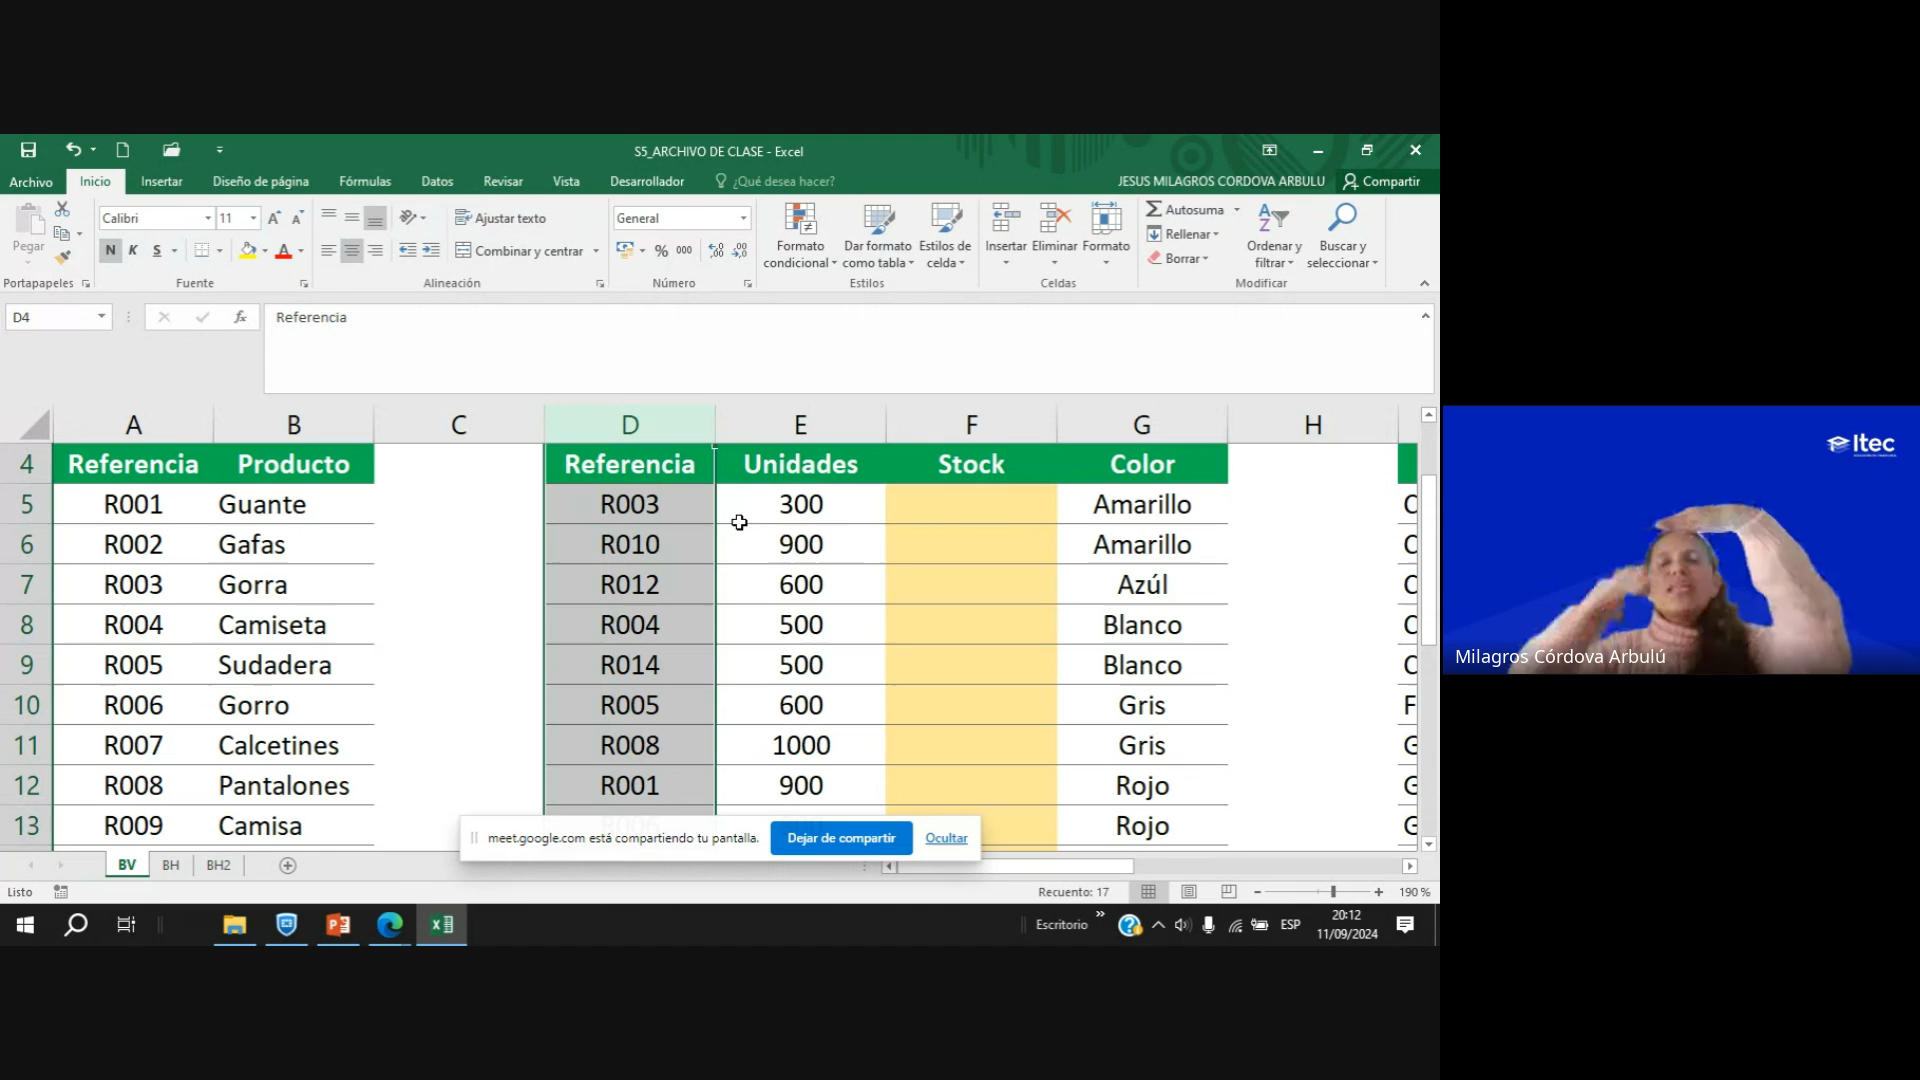 S5_ARCHIVO DE CLASE - Excel
Archivo Inicio Insertar Diseño de página Fórmulas Datos Revisar Vista Desarrollador ¿Qué desea hacer? JESUS MILAGROS CORDOVA ARBULU Compartir
Pegar
Portapapeles
Calibri 11
N K S
Fuente
Ajustar texto
Combinar y centrar
Alineación
General
% 000
Número
Formato condicional
Dar formato como tabla
Estilos de celda
Estilos
Insertar Eliminar Formato
Celdas
Autosuma
Rellenar
Borrar
Ordenar y filtrar
Buscar y seleccionar
Modificar
D4 fx Referencia
A B C D E F G H
4 Referencia Producto Referencia Unidades Stock Color
5 R001 Guante R003 300 Amarillo
6 R002 Gafas R010 900 Amarillo
7 R003 Gorra R012 600 Azúl
8 R004 Camiseta R004 500 Blanco
9 R005 Sudadera R014 500 Blanco
10 R006 Gorro R005 600 Gris
11 R007 Calcetines R008 1000 Gris
12 R008 Pantalones R001 900 Rojo
13 R009 Camisa Rojo
meet.google.com está compartiendo tu pantalla. Dejar de compartir Ocultar
BV BH BH2
Listo Recuento: 17 190 %
Escritorio ESP 20:12
11/09/2024
Itec
Milagros Córdova Arbulú